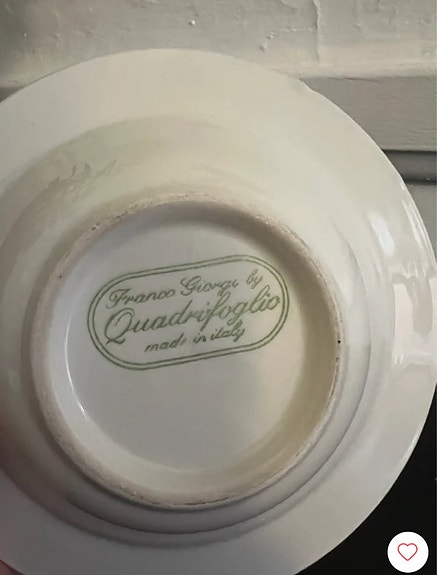 Franco Giorgi by
Quadrifoglio
made in italy